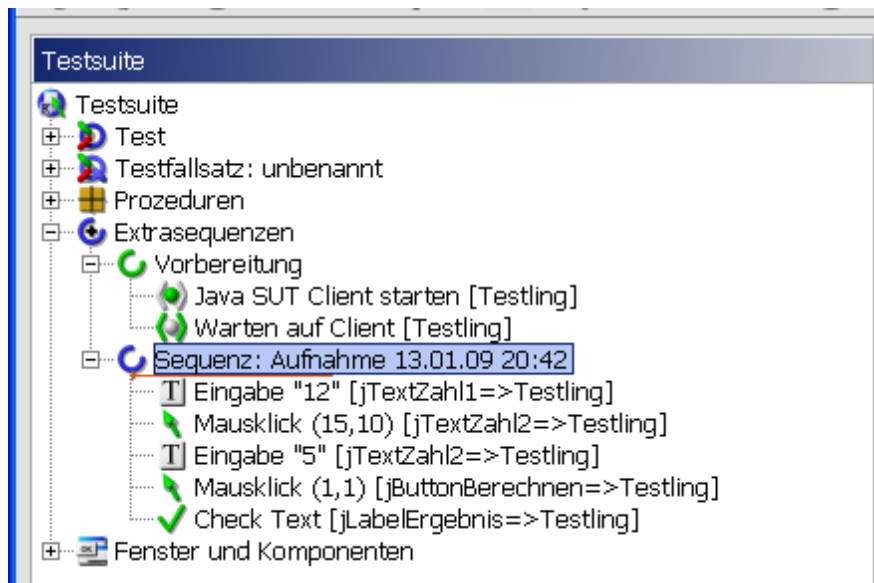 Testsuite
Testsuite
Test
Testfallsatz: unbenannt
Prozeduren
Extrasequenzen
Vorbereitung
Java SUT Client starten [Testling]
Warten auf Client [Testling]
Sequenz: Aufnahme 13.01.09 20:42
T Eingabe "12" [jTextZahl1=>Testling]
Mausklick (15,10) [jTextZahl2=>Testling]
T Eingabe "5" [jTextZahl2=>Testling]
Mausklick (1,1) [jButtonBerechnen=>Testling]
Check Text [jLabelErgebnis=>Testling]
Fenster und Komponenten